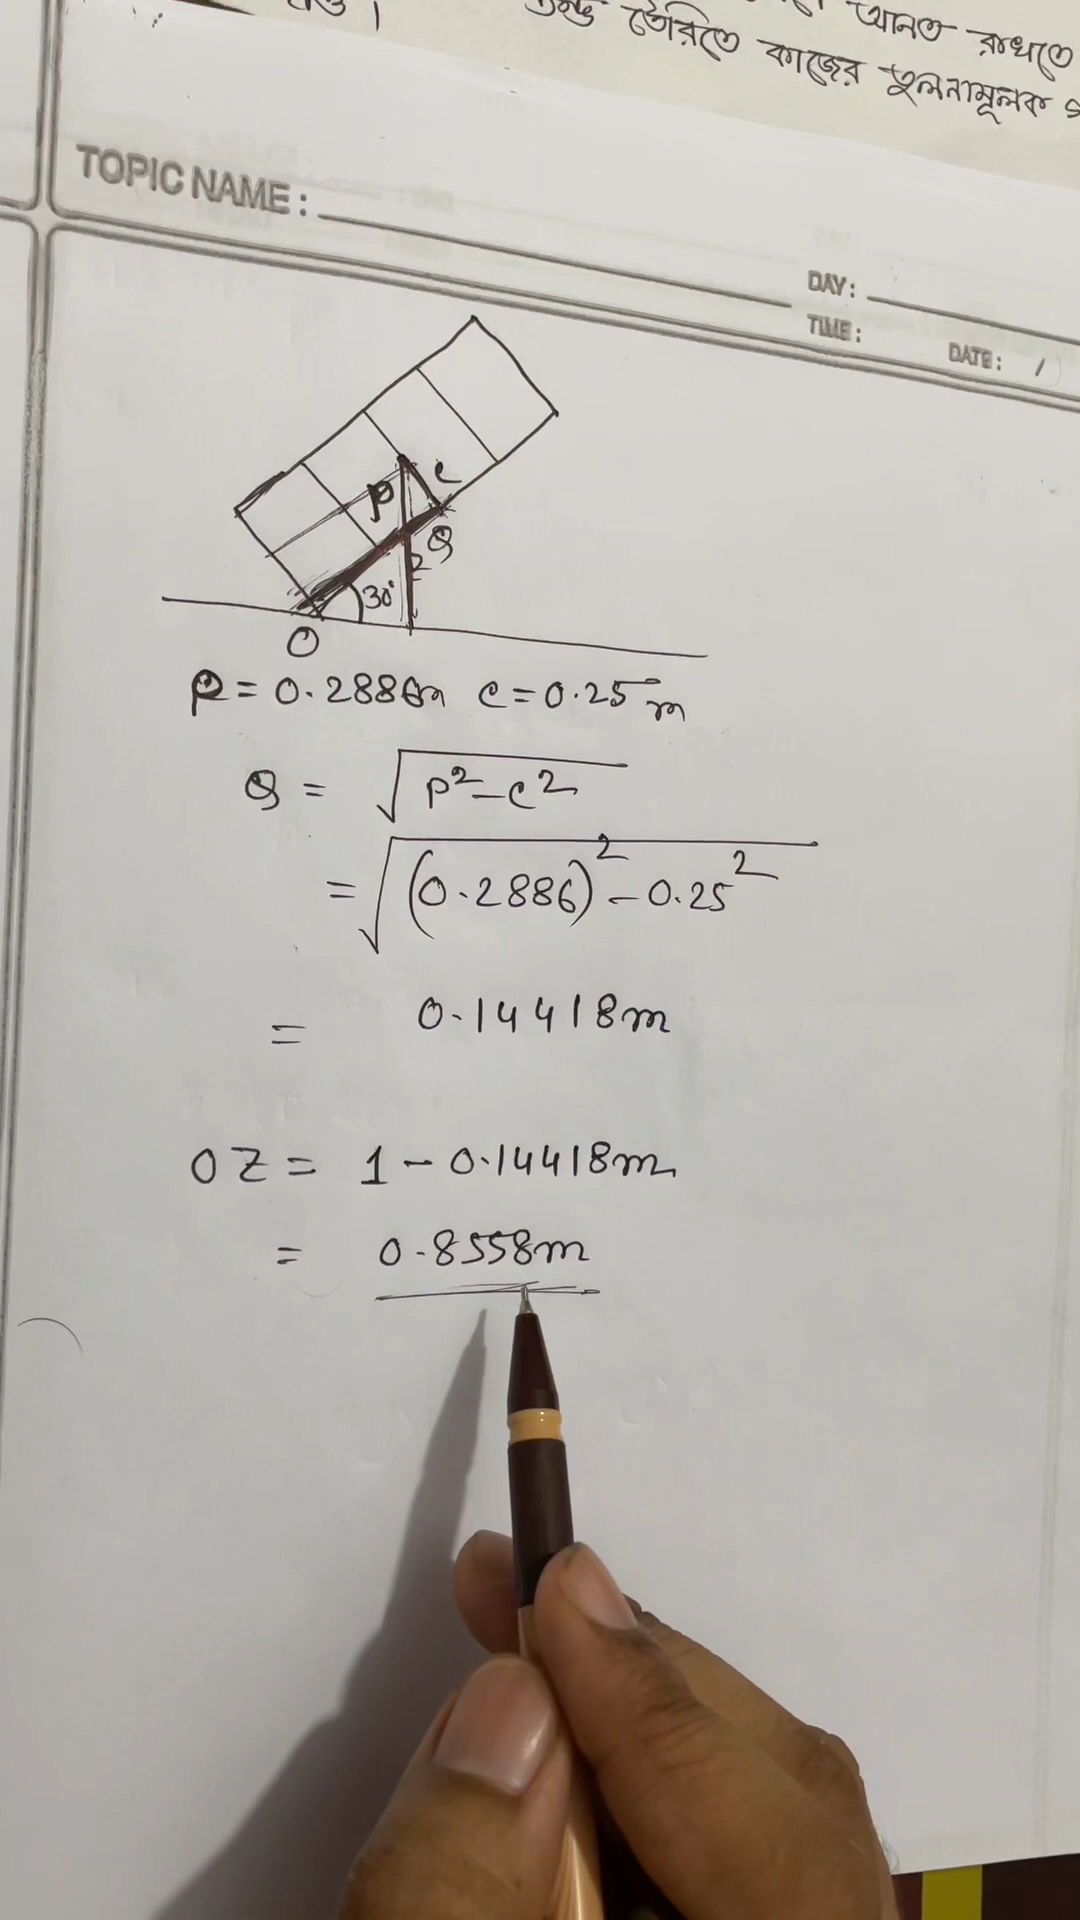 আনত রাখতে
তৈরিতে কাজের তুলনামূলক
TOPIC NAME :
DAY :
TIME :
DATE : /
P
c
Q
Z
30°
O
P = 0.2886m c = 0.25 m
Q = √P² – c²
= √(0.2886)² – 0.25²
= 0.14418m
OZ = 1 – 0.14418m
= 0.8558m